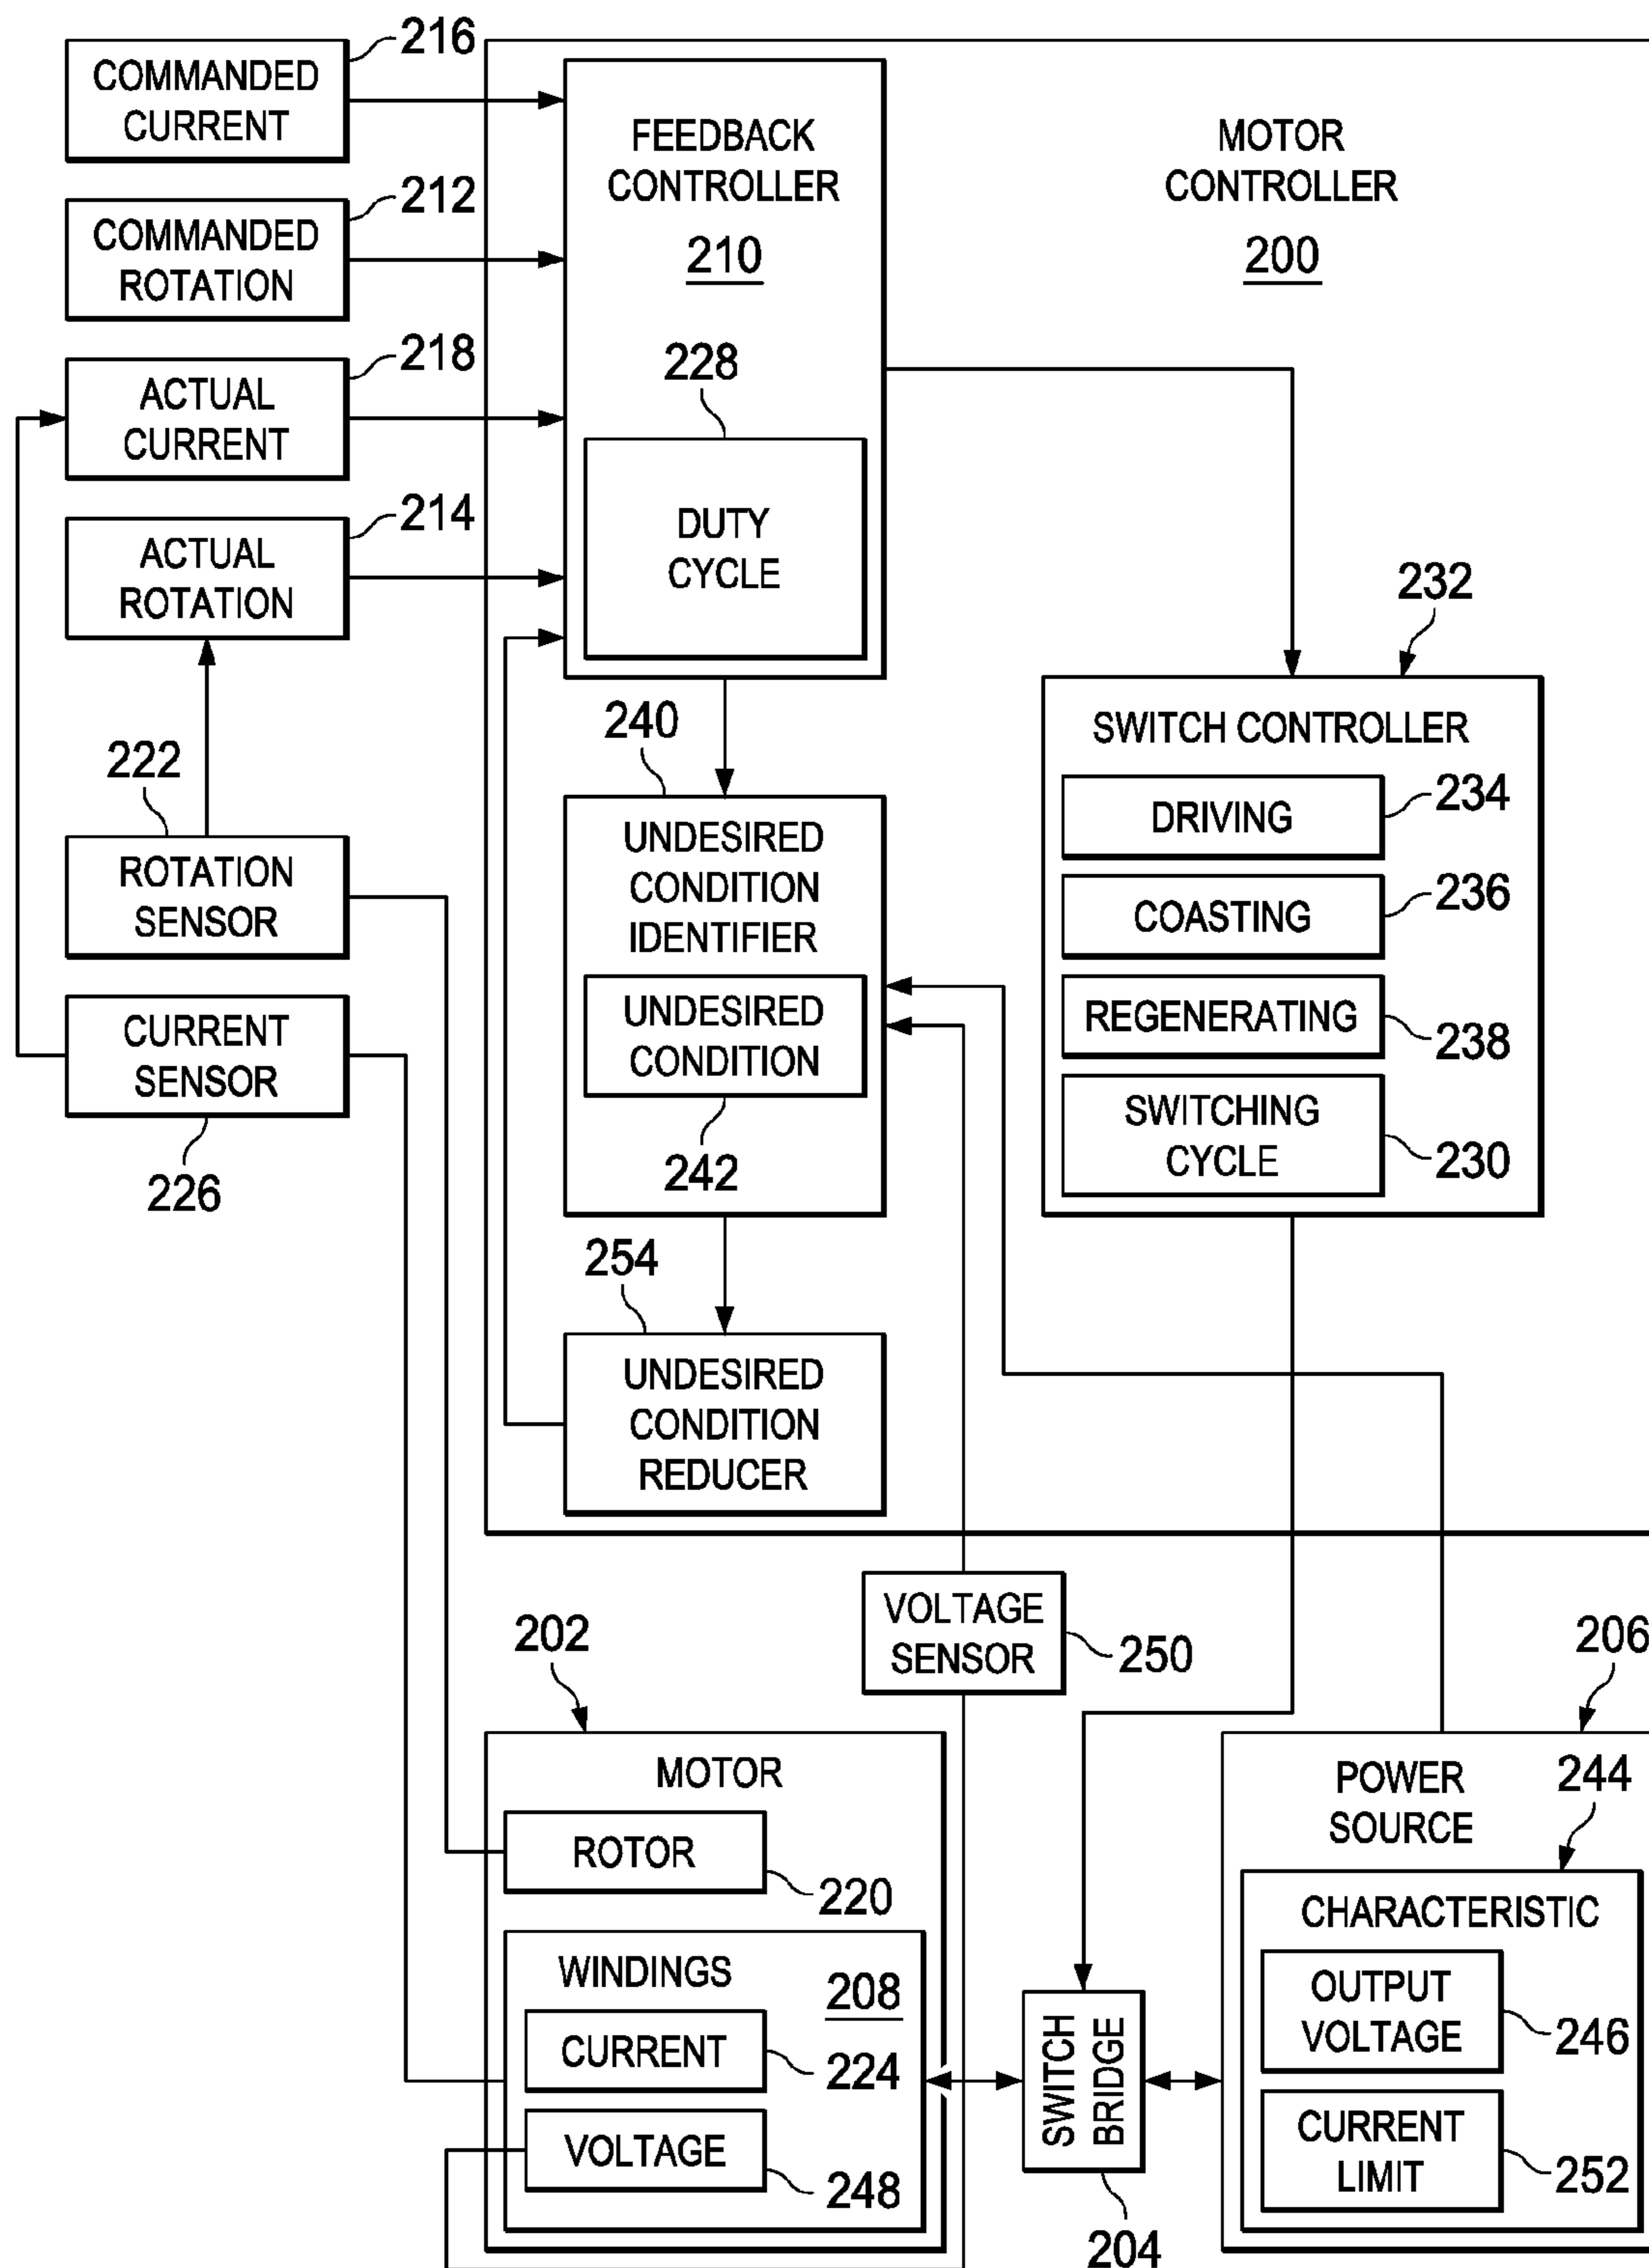 216
COMMANDED
CURRENT
212
COMMANDED
ROTATION
218
ACTUAL
CURRENT
214
ACTUAL
ROTATION
222
ROTATION
SENSOR
CURRENT
SENSOR
226
FEEDBACK
CONTROLLER
210
228
DUTY
CYCLE
MOTOR
CONTROLLER
200
240
UNDESIRED
CONDITION
IDENTIFIER
UNDESIRED
CONDITION
242
254
UNDESIRED
CONDITION
REDUCER
232
SWITCH CONTROLLER
DRIVING
234
COASTING
236
REGENERATING
238
SWITCHING
CYCLE
230
VOLTAGE
SENSOR
250
202
MOTOR
ROTOR
220
WINDINGS
208
CURRENT
224
VOLTAGE
248
SWITCH
BRIDGE
204
206
POWER
SOURCE
244
CHARACTERISTIC
OUTPUT
VOLTAGE
246
CURRENT
LIMIT
252